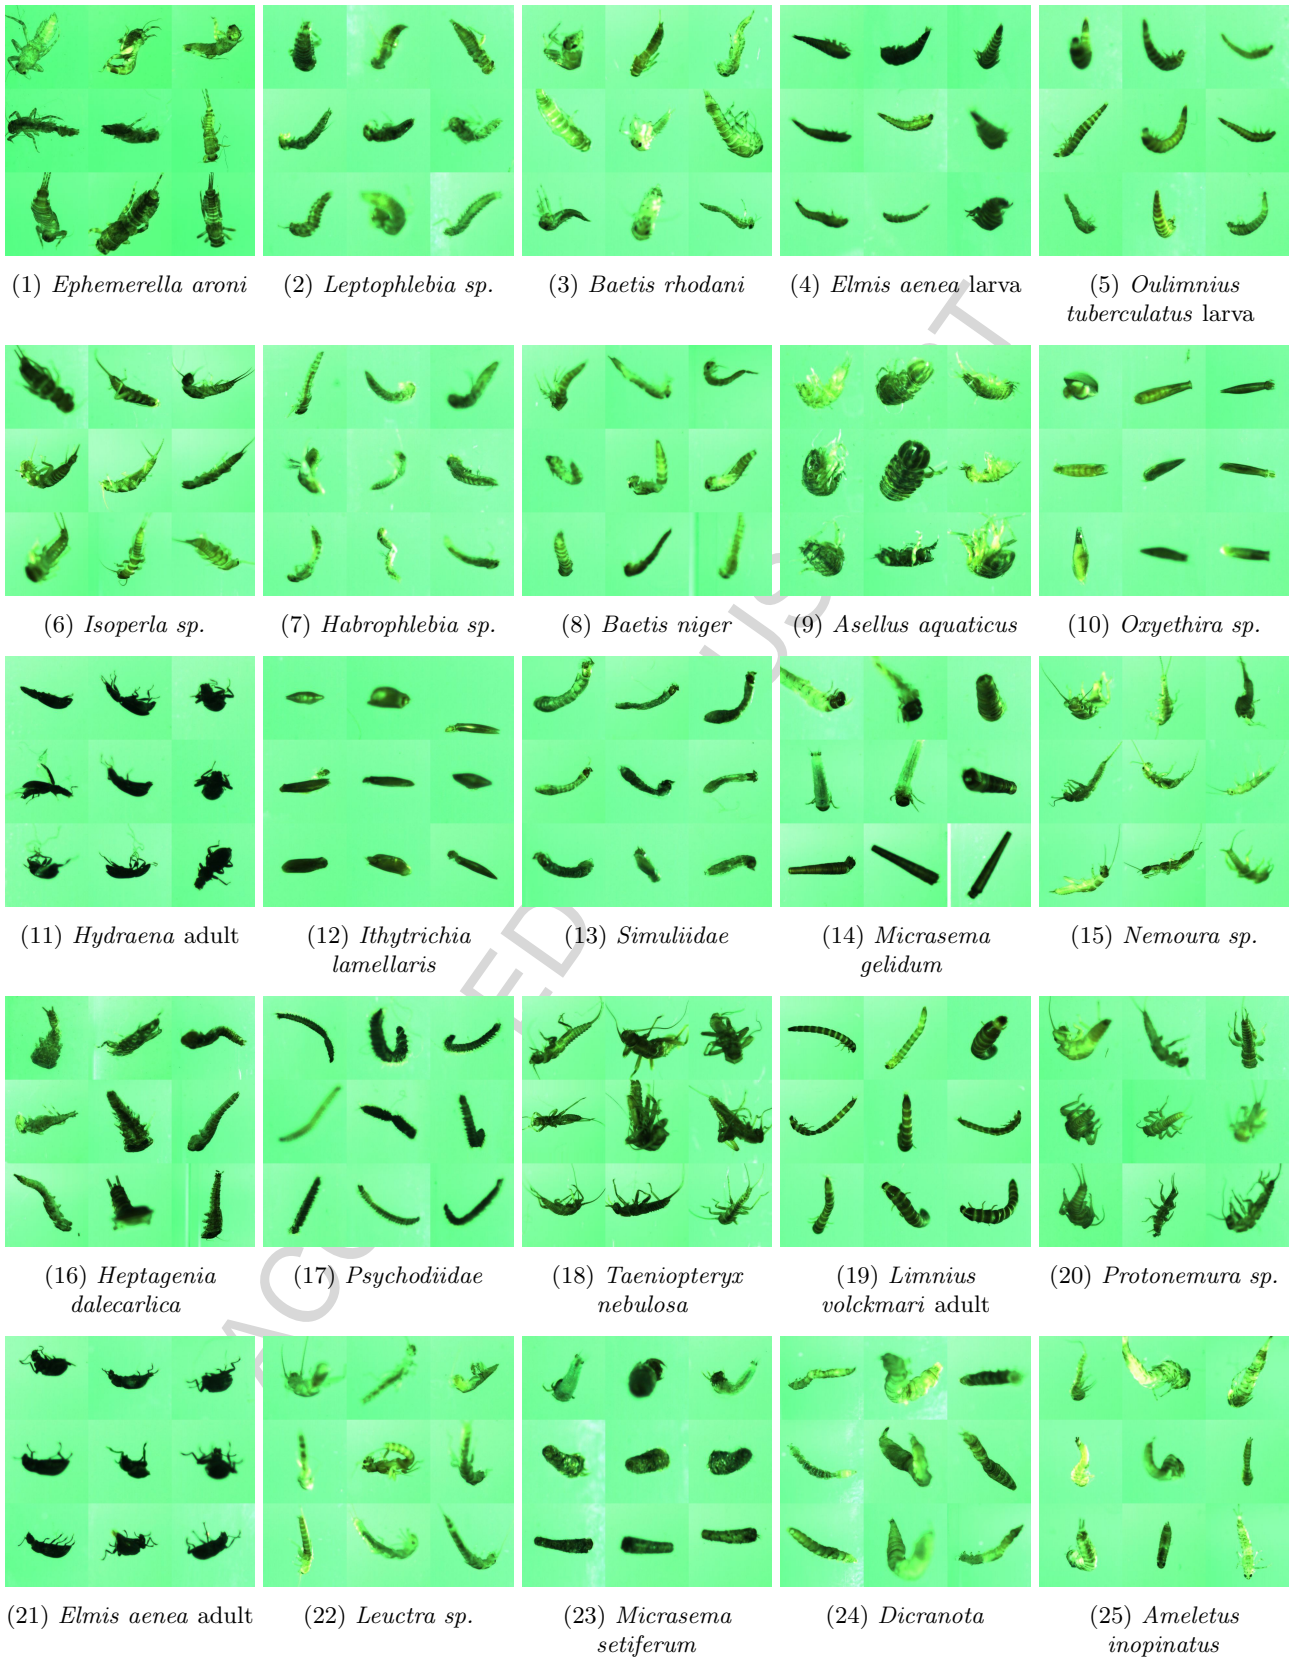 (1) Ephemerella aroni
(2) Leptophlebia sp.
(3) Baetis rhodani
(4) Elmis aenea larva
(5) Oulimnius
tuberculatus larva
(6) Isoperla sp.
(7) Habrophlebia sp.
(8) Baetis niger
(9) Asellus aquaticus
(10) Oxyethira sp.
(11) Hydraena adult
(12) Ithytrichia
lamellaris
(13) Simuliidae
(14) Micrasema
gelidum
(15) Nemoura sp.
(16) Heptagenia
dalecarlica
(17) Psychodiidae
(18) Taeniopteryx
nebulosa
(19) Limnius
volckmari adult
(20) Protonemura sp.
(21) Elmis aenea adult
(22) Leuctra sp.
(23) Micrasema
setiferum
(24) Dicranota
(25) Ameletus
inopinatus